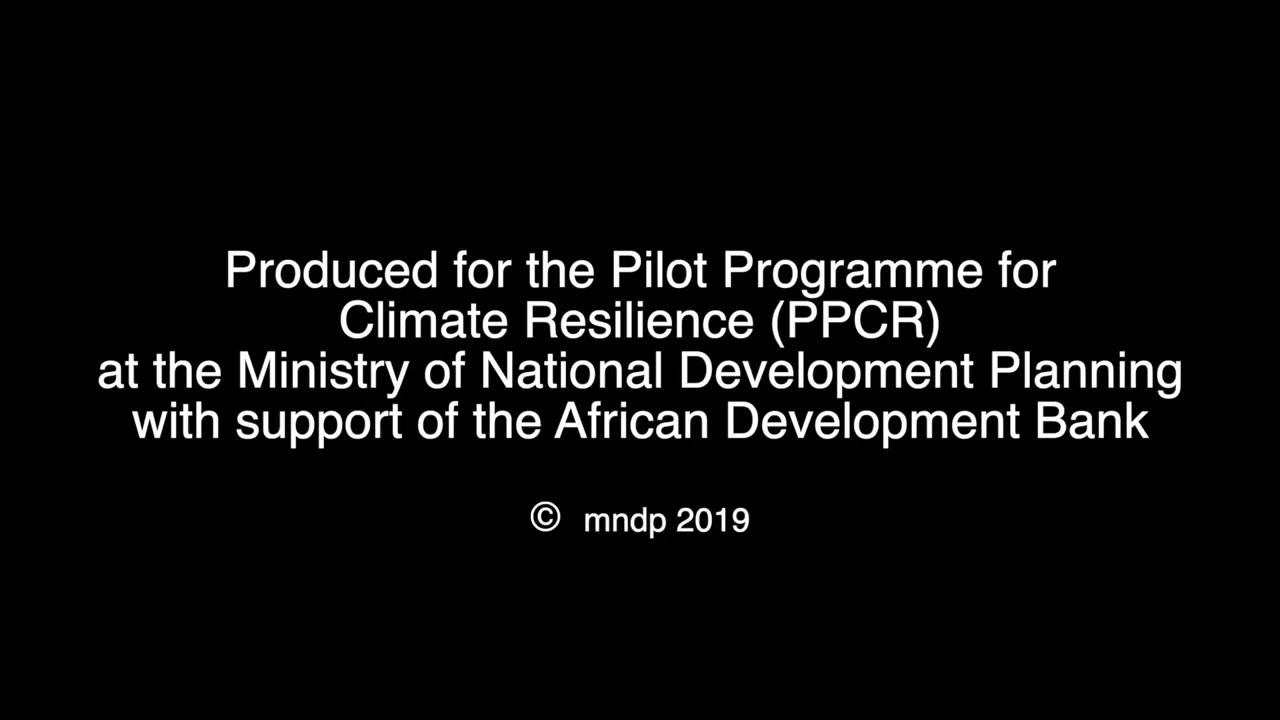 Produced for the Pilot Programme for
Climate Resilience (PPCR)
at the Ministry of National Development Planning
with support of the African Development Bank
© mndp 2019